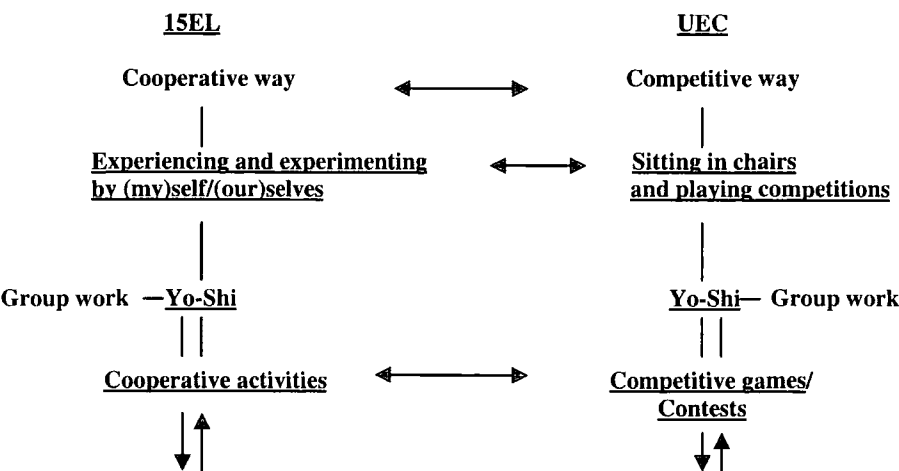 15EL UEC
Cooperative way Competitive way
Experiencing and experimenting Sitting in chairs
by (my)self/(our)selves and playing competitions
Group work —Yo-Shi Yo-Shi— Group work
Cooperative activities Competitive games/
Contests